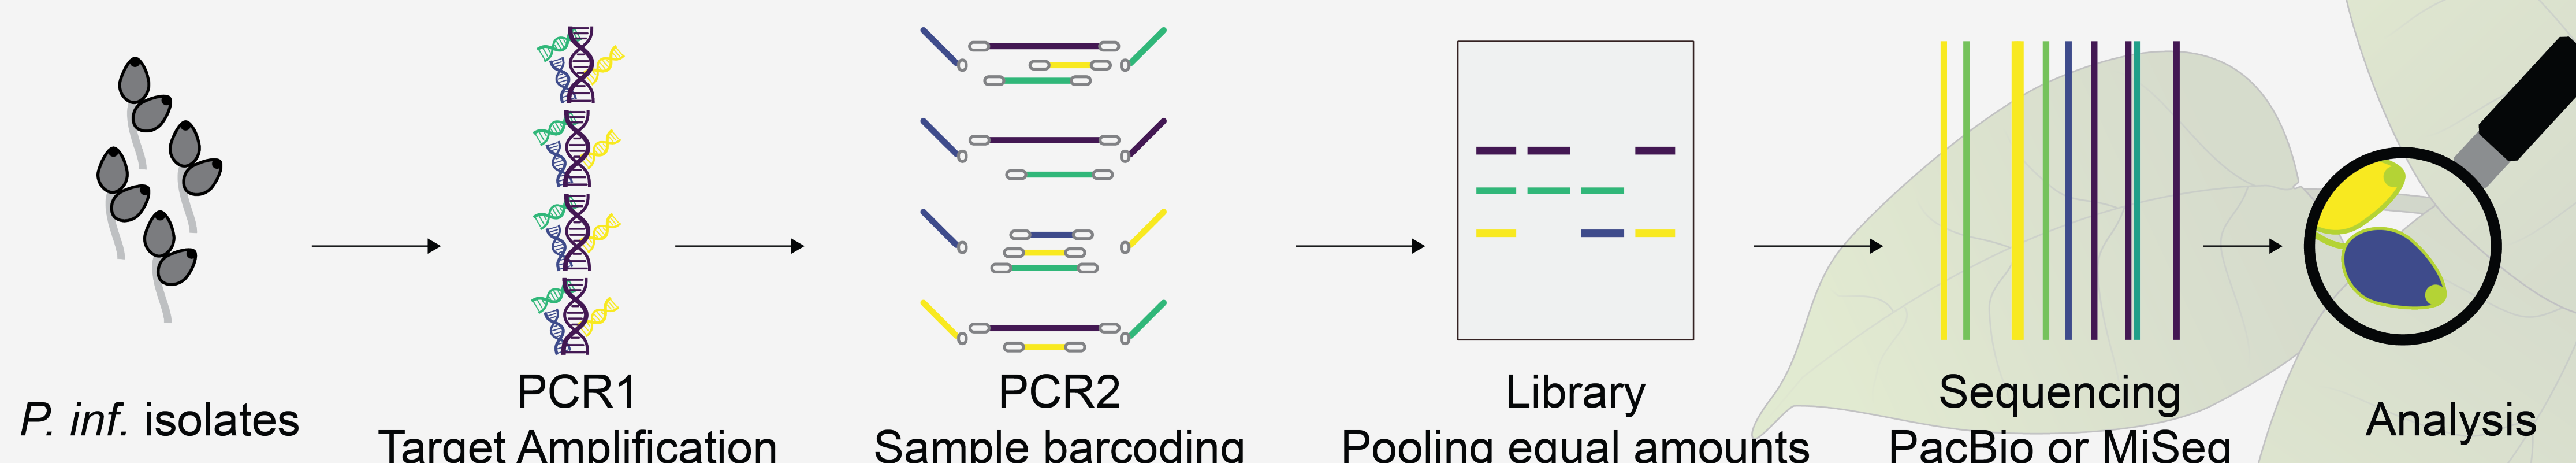 P. inf. isolates
PCR1
Target Amplification
PCR2
Sample barcoding
Library
Pooling equal amounts
Sequencing
PacBio or MiSeq
Analysis